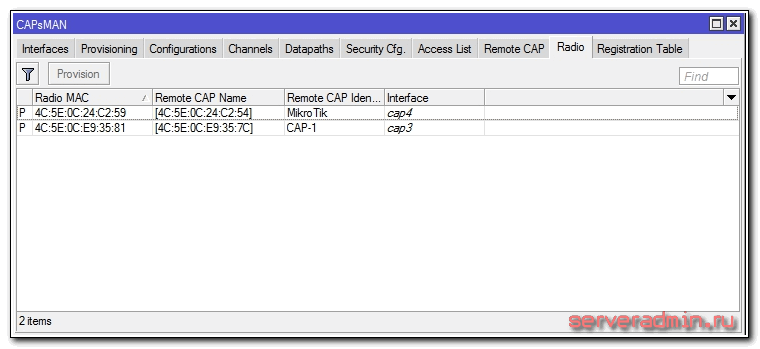 CAPsMAN
Interfaces Provisioning Configurations Channels Datapaths Security Cfg. Access List Remote CAP Radio Registration Table
Provision Find
Radio MAC Remote CAP Name Remote CAP Iden... Interface
P 4C:5E:0C:24:C2:59 [4C:5E:0C:24:C2:54] MikroTik cap4
P 4C:5E:0C:E9:35:81 [4C:5E:0C:E9:35:7C] CAP-1 cap3
2 items
serveradmin.ru